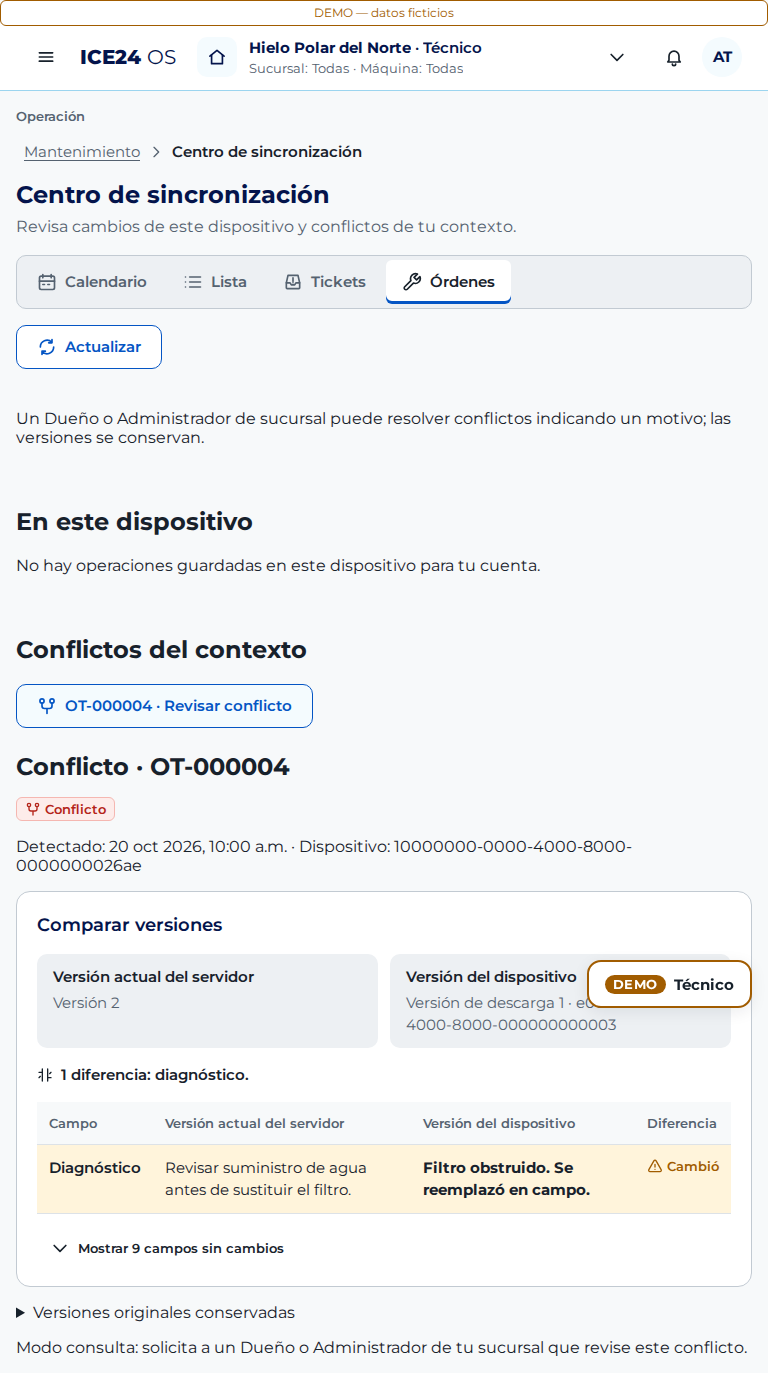 DEMO — datos ficticios
ICE24 OS
Hielo Polar del Norte · Técnico
Sucursal: Todas · Máquina: Todas
AT
Operación
Mantenimiento
Centro de sincronización
Centro de sincronización
Revisa cambios de este dispositivo y conflictos de tu contexto.
Calendario
Lista
Tickets
Órdenes
Actualizar
Un Dueño o Administrador de sucursal puede resolver conflictos indicando un motivo; las
versiones se conservan.
En este dispositivo
No hay operaciones guardadas en este dispositivo para tu cuenta.
Conflictos del contexto
OT-000004 · Revisar conflicto
Conflicto · OT-000004
Conflicto
Detectado: 20 oct 2026, 10:00 a.m. · Dispositivo: 10000000-0000-4000-8000-
0000000026ae
Comparar versiones
Versión actual del servidor
Versión 2
Versión del dispositivo
Versión de descarga 1 ·
4000-8000-000000000003
DEMO Técnico
1 diferencia: diagnóstico.
Campo
Versión actual del servidor
Versión del dispositivo
Diferencia
Diagnóstico
Revisar suministro de agua
antes de sustituir el filtro.
Filtro obstruido. Se
reemplazó en campo.
Cambió
Mostrar 9 campos sin cambios
Versiones originales conservadas
Modo consulta: solicita a un Dueño o Administrador de tu sucursal que revise este conflicto.